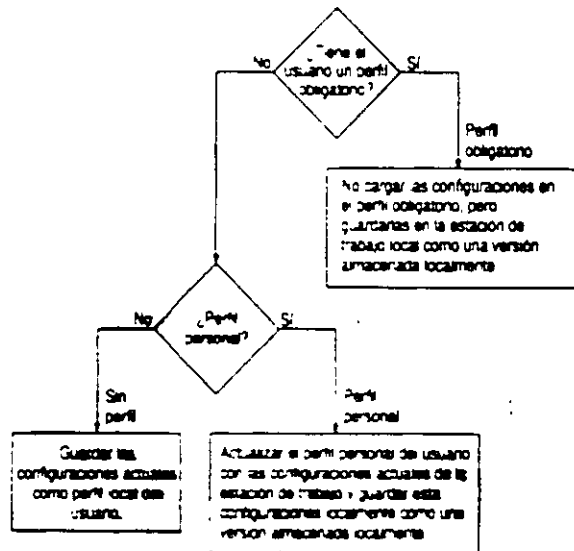 ¿Tiene el
usuario un perfil
obligatorio?
No
Sí
Perfil
obligatorio
No cargar las configuraciones en
el perfil obligatorio, pero
guardarlas en la estación de
trabajo local como una versión
almacenada localmente
¿Perfil
personal?
No
Sí
Sin
perfil
Perfil
personal
Guardar las
configuraciones actuales
como perfil local del
usuario.
Actualizar el perfil personal del usuario
con las configuraciones actuales de la
estación de trabajo y guardar esta
configuraciones localmente como una
versión almacenada localmente